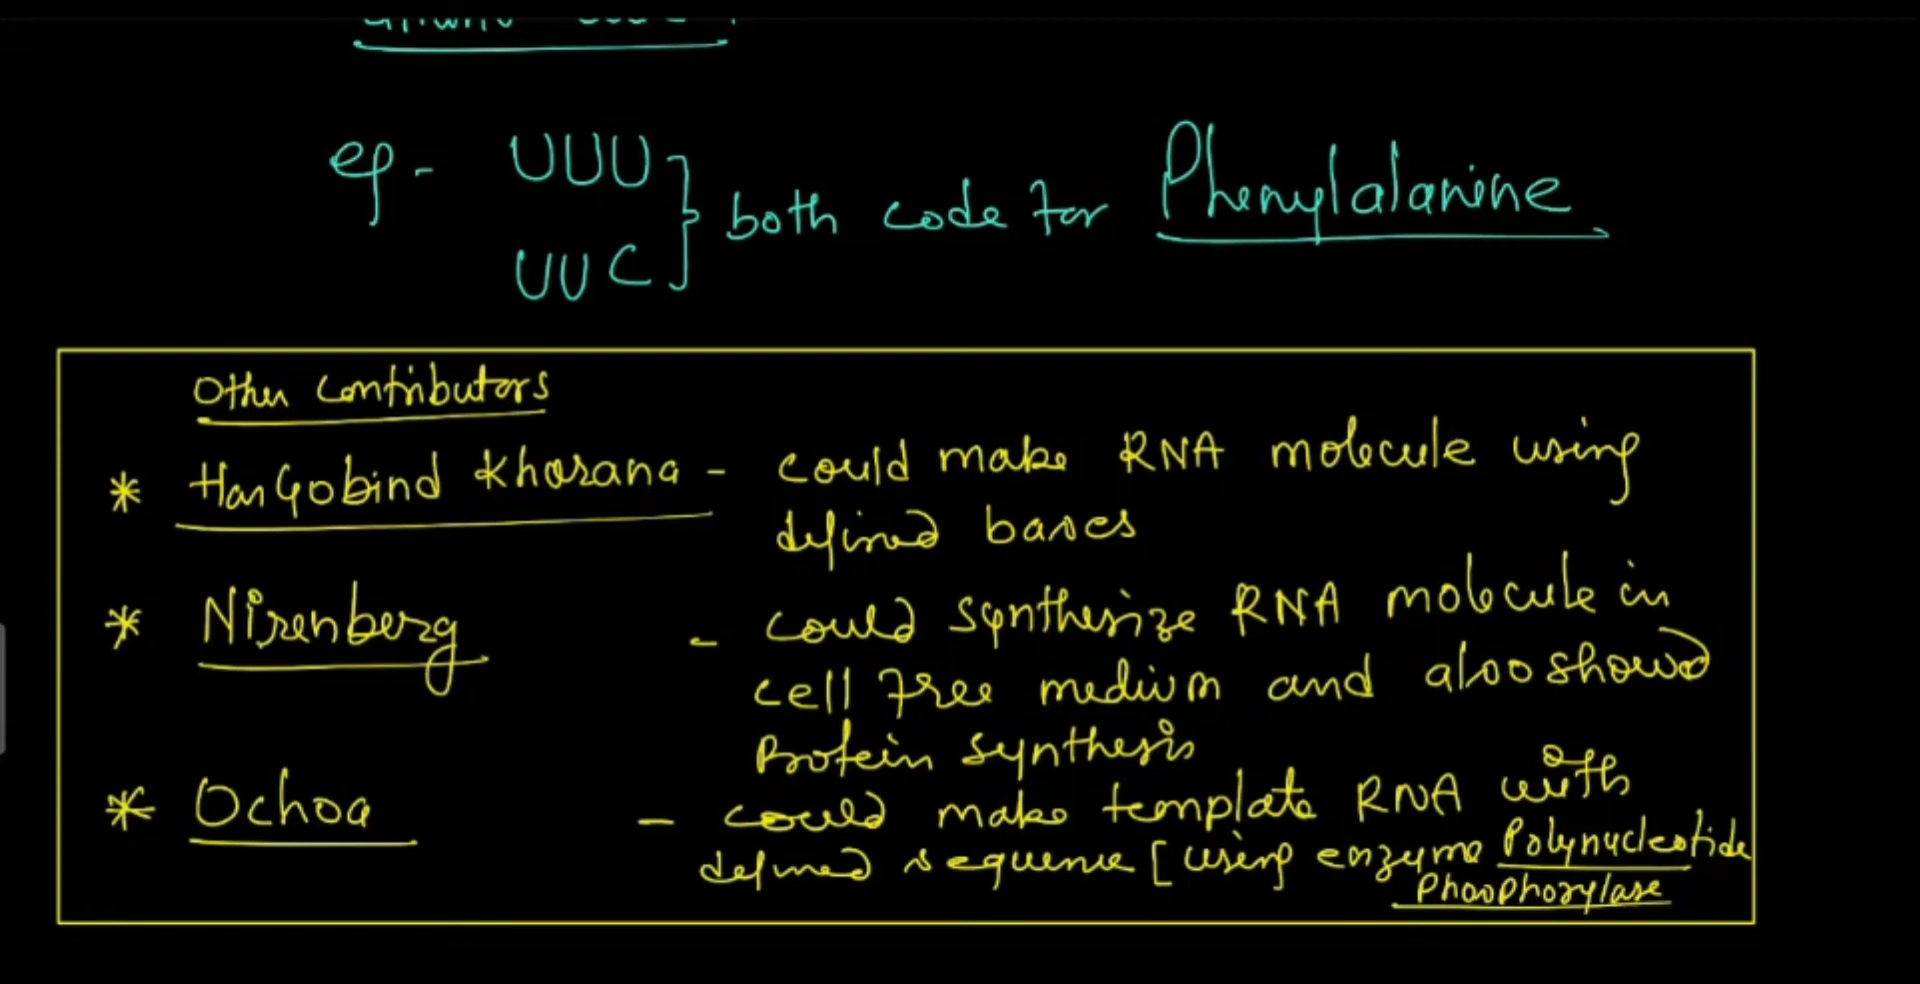 eg - UUU
UUC
both code for Phenylalanine
Other Contributors
* HarGobind Khorana - could make RNA molecule using
defined bases
* Nirenberg - could synthesize RNA molecule in
cell free medium and also showed
Protein synthesis
* Ochoa - could make template RNA with
defined sequence [using enzyme Polynucleotide
Phosphorylase